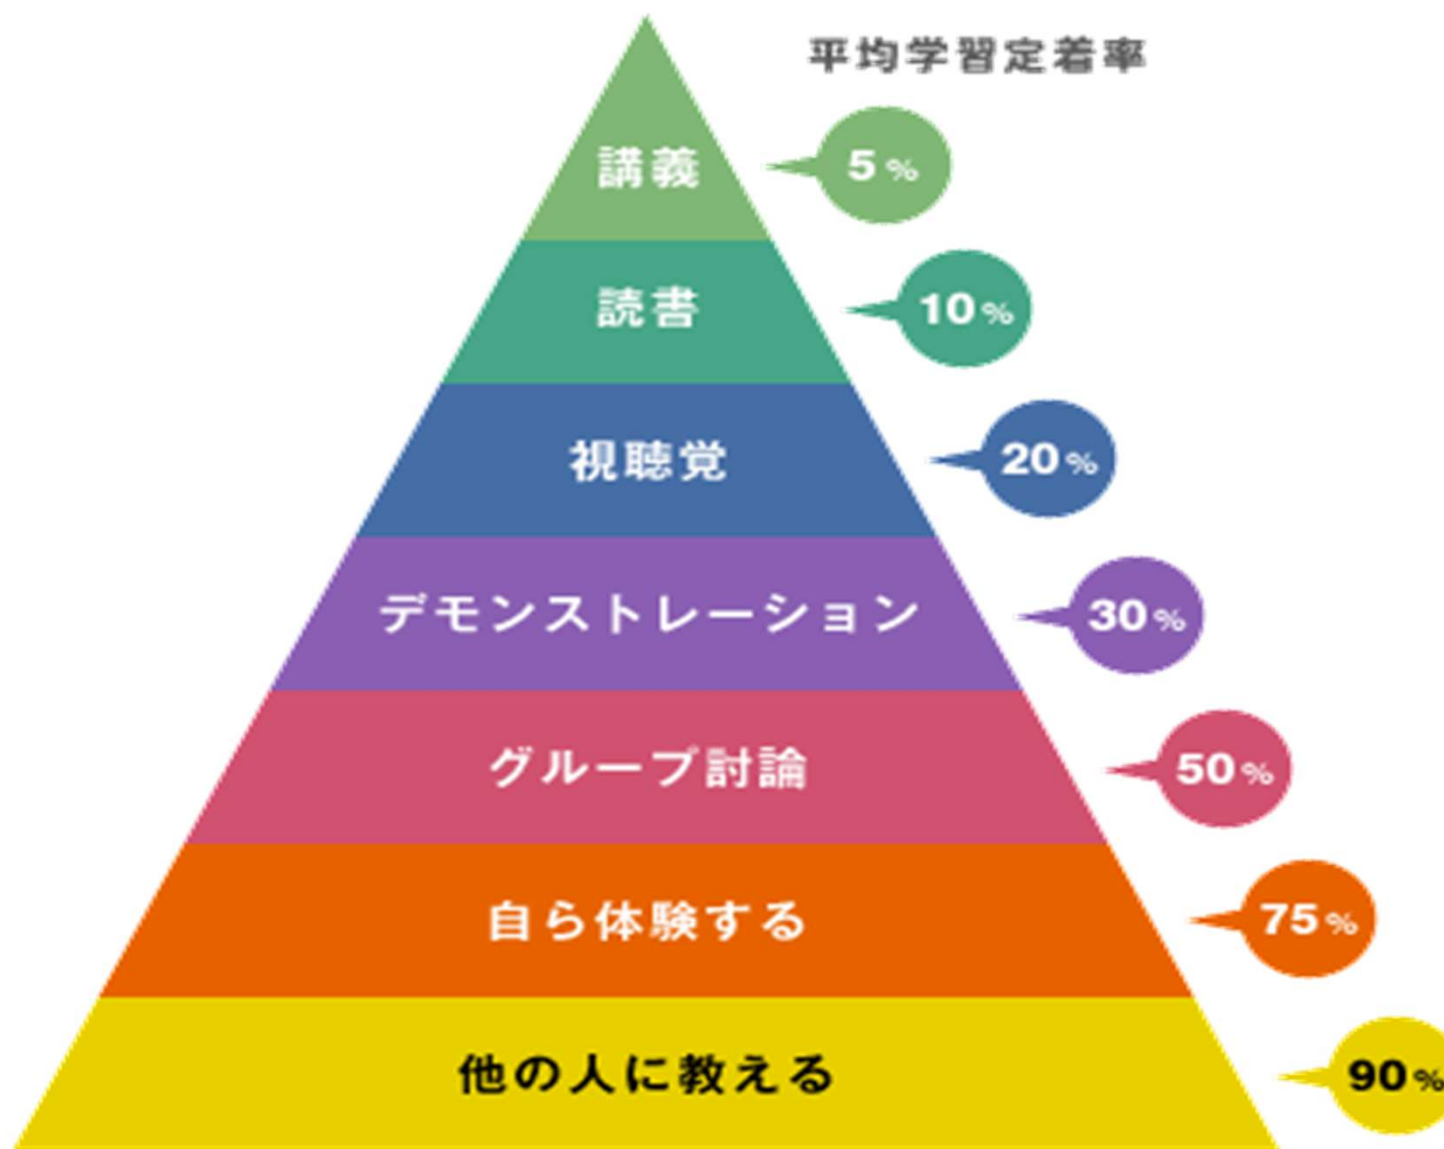 平均学習定着率
講義
5%
読書
10%
視聴覚
20%
デモンストレーション
30%
グループ討論
50%
自ら体験する
75%
他の人に教える
90%